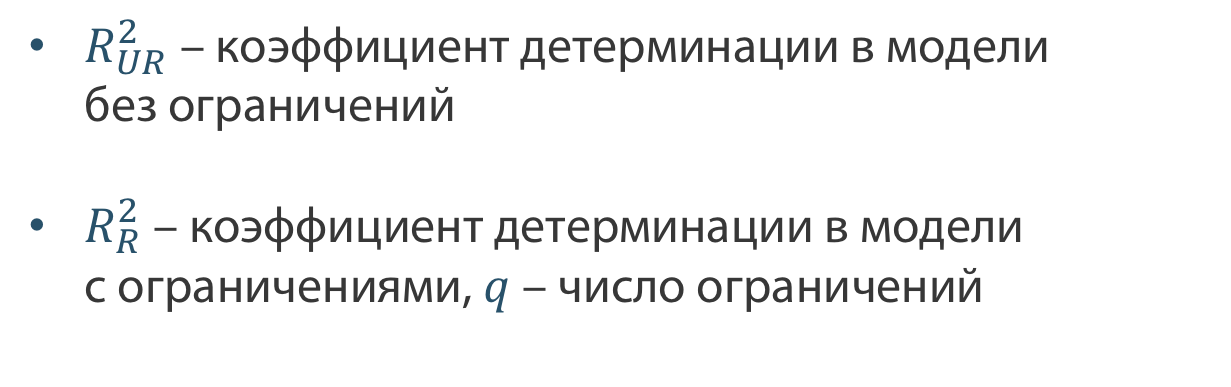 • R²_UR – коэффициент детерминации в модели
без ограничений
• R²_R – коэффициент детерминации в модели
с ограничениями, q – число ограничений